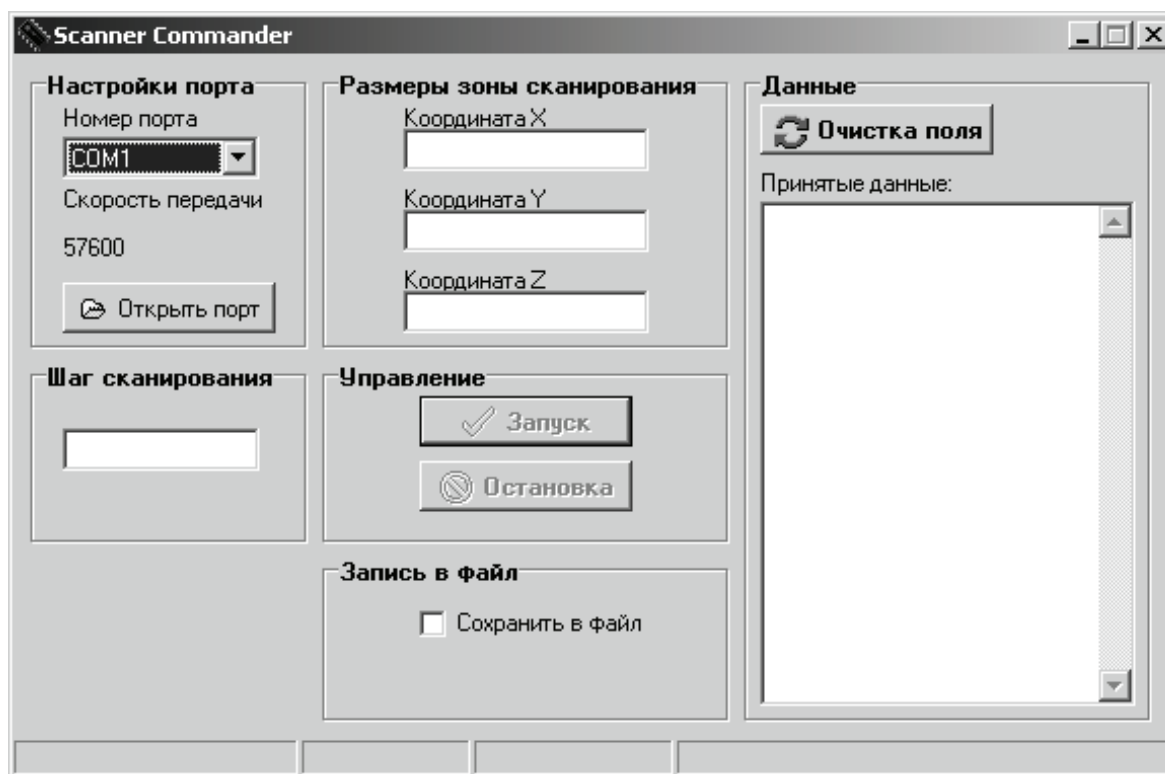 Scanner Commander
Настройки порта
Номер порта
COM1
Скорость передачи
57600
Открыть порт
Размеры зоны сканирования
Координата X
Координата Y
Координата Z
Данные
Очистка поля
Принятые данные:
Шаг сканирования
Управление
Запуск
Остановка
Запись в файл
Сохранить в файл